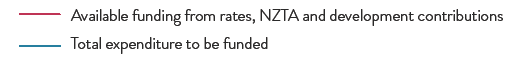 Available funding from rates, NZTA and development contributions
Total expenditure to be funded